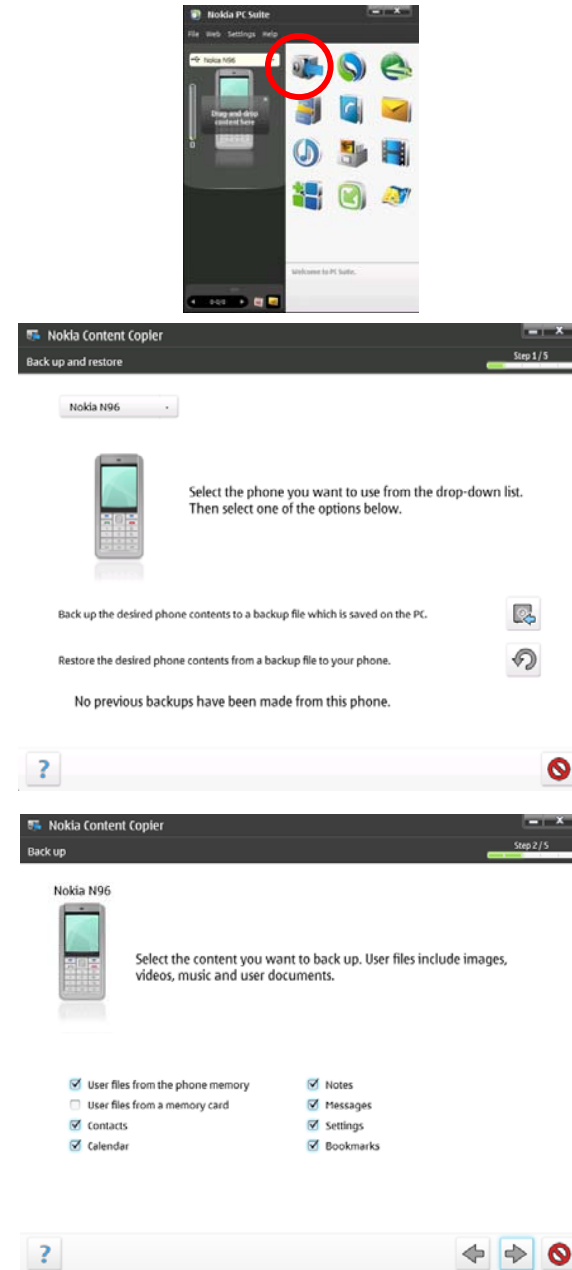 Nokia PC Suite
File Web Settings Help
Nokia N96
Drag-and-drop
content here
Welcome to PC Suite.
0-0/0
Nokia Content Copier
Back up and restore
Step 1 / 5
Nokia N96
Select the phone you want to use from the drop-down list.
Then select one of the options below.
Back up the desired phone contents to a backup file which is saved on the PC.
Restore the desired phone contents from a backup file to your phone.
No previous backups have been made from this phone.
?
Nokia Content Copier
Back up
Step 2 / 5
Nokia N96
Select the content you want to back up. User files include images,
videos, music and user documents.
User files from the phone memory
Notes
User files from a memory card
Messages
Contacts
Settings
Calendar
Bookmarks
?